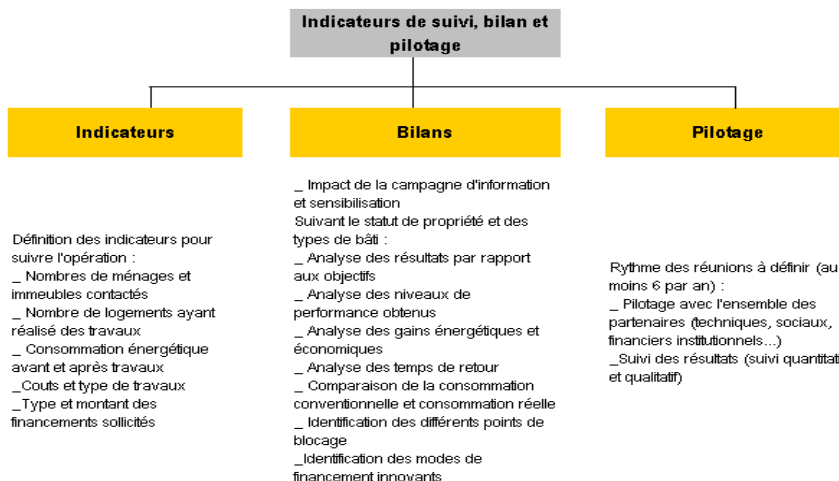 Indicateurs de suivi, bilan et
pilotage
Indicateurs
Définition des indicateurs pour
suivre l'opération :
_ Nombres de ménages et
immeubles contactés
_ Nombre de logements ayant
réalisé des travaux
_ Consommation énergétique
avant et après travaux
_Couts et type de travaux
_Type et montant des
financements sollicités
Bilans
_ Impact de la campagne d'information
et sensibilisation
Suivant le statut de propriété et des
types de bâti :
_ Analyse des résultats par rapport
aux objectifs
_ Analyse des niveaux de
performance obtenus
_ Analyse des gains énergétiques et
économiques
_ Analyse des temps de retour
_ Comparaison de la consommation
conventionnelle et consommation réelle
_ Identification des différents points de
blocage
_Identification des modes de
financement innovants
Pilotage
Rythme des réunions à définir (au
moins 6 par an) :
_ Pilotage avec l'ensemble des
partenaires (techniques, sociaux,
financiers institutionnels...)
_Suivi des résultats (suivi quantitati
et qualitatif)